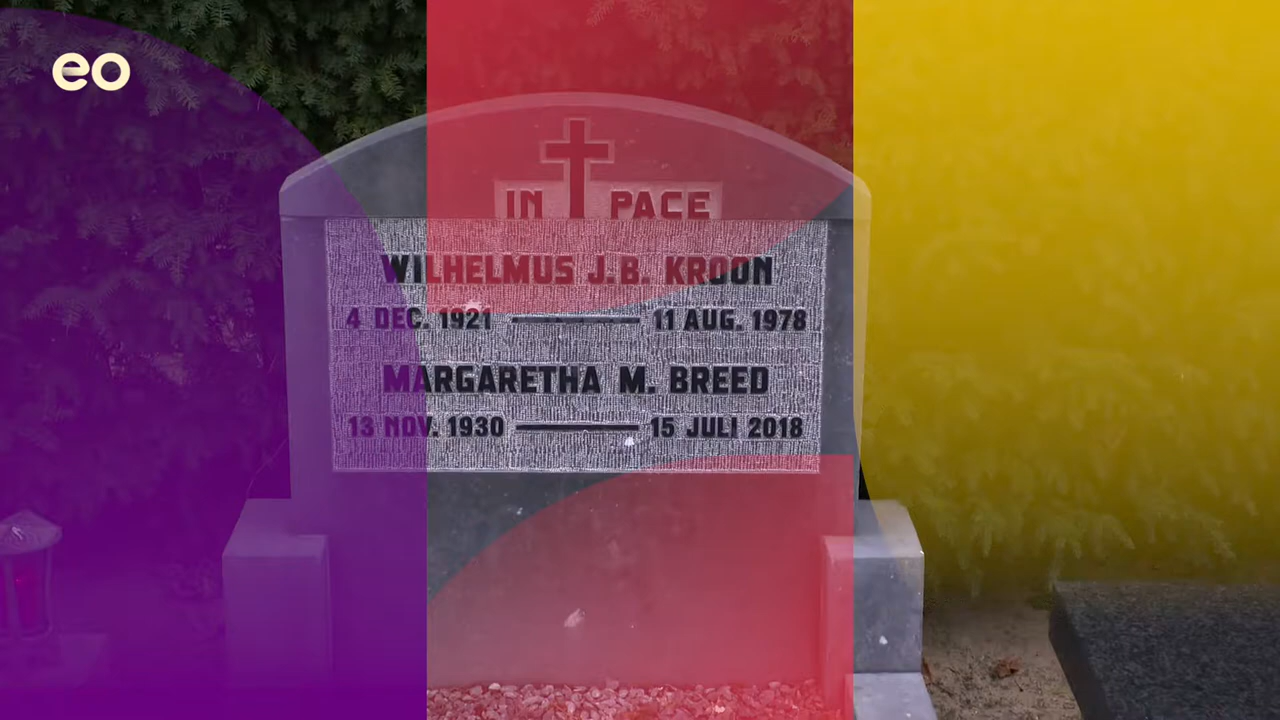 eo
IN PACE
WILHELMUS J.B. KROON
4 DEC. 1921 — 11 AUG. 1978
MARGARETHA M. BREED
13 NOV. 1930 — 15 JULI 2018